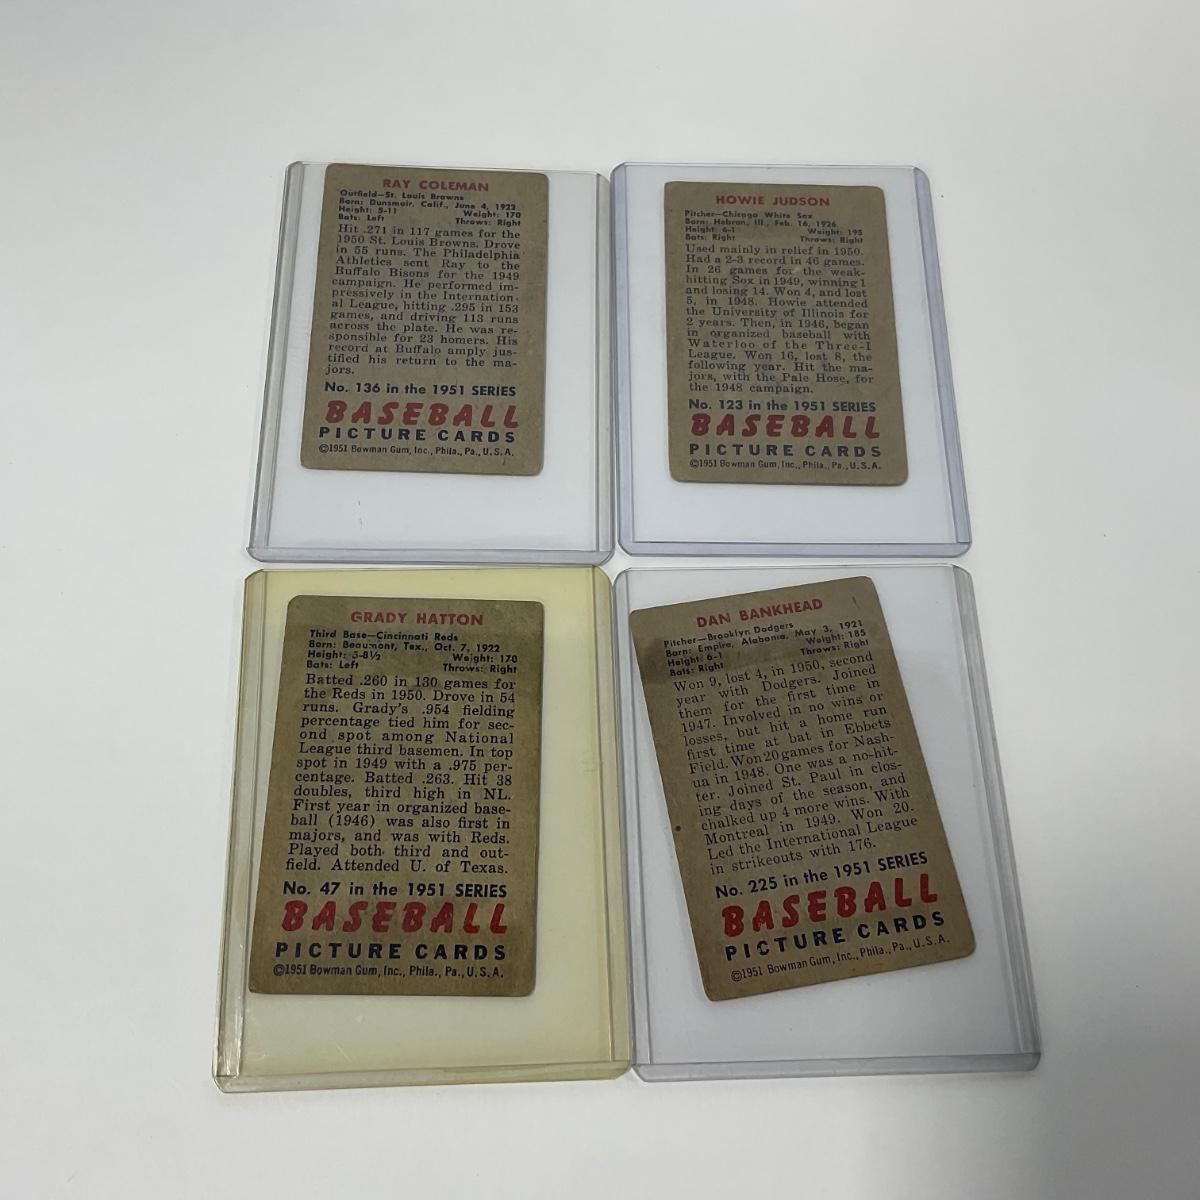 RAY COLEMAN
Outfield—St. Louis Browns
Born: Dunsmuir, Calif., June 4, 1922
Height: 5-11 Weight: 170
Bats: Left Throws: Right
Hit .271 in 117 games for the
1950 St. Louis Browns. Drove
in 55 runs. The Philadelphia
Athletics sent Ray to the
Buffalo Bisons for the 1949
campaign. He performed im-
pressively in the Internation-
al League, hitting .295 in 153
games, and driving 113 runs
across the plate. He was re-
sponsible for 23 homers. His
record at Buffalo amply jus-
tified his return to the ma-
jors.
No. 136 in the 1951 SERIES
BASEBALL
PICTURE CARDS
©1951 Bowman Gum, Inc., Phila., Pa., U.S.A.
HOWIE JUDSON
Pitcher—Chicago White Sox
Born: Hebron, Ill., Feb. 16, 1926
Height: 6-1 Weight: 195
Bats: Right Throws: Right
Used mainly in relief in 1950.
Had a 2-3 record in 46 games.
In 26 games for the weak-
hitting Sox in 1949, winning 1
and losing 14. Won 4, and lost
5, in 1948. Howie attended
the University of Illinois for
2 years. Then, in 1946, began
in organized baseball with
Waterloo of the Three-I
League. Won 16, lost 8, the
following year. Hit the ma-
jors, with the Pale Hose, for
the 1948 campaign.
No. 123 in the 1951 SERIES
BASEBALL
PICTURE CARDS
©1951 Bowman Gum, Inc., Phila., Pa., U.S.A.
GRADY HATTON
Third Base—Cincinnati Reds
Born: Beaumont, Tex., Oct. 7, 1922
Height: 5-8½ Weight: 170
Bats: Left Throws: Right
Batted .260 in 130 games for
the Reds in 1950. Drove in 54
runs. Grady's .954 fielding
percentage tied him for sec-
ond spot among National
League third basemen. In top
spot in 1949 with a .975 per-
centage. Batted .263. Hit 38
doubles, third high in NL.
First year in organized base-
ball (1946) was also first in
majors, and was with Reds.
Played both third and out-
field. Attended U. of Texas.
No. 47 in the 1951 SERIES
BASEBALL
PICTURE CARDS
©1951 Bowman Gum, Inc., Phila., Pa., U.S.A.
DAN BANKHEAD
Pitcher—Brooklyn Dodgers
Born: Empire, Alabama, May 3, 1921
Height: 6-1 Weight: 185
Bats: Right Throws: Right
Won 9, lost 4, in 1950, second
year with Dodgers. Joined
them for the first time in
1947. Involved in no wins or
losses, but hit a home run
first time at bat in Ebbets
Field. Won 20 games for Nash-
ua in 1948. One was a no-hit-
ter. Joined St. Paul in clos-
ing days of the season, and
chalked up 4 more wins. With
Montreal in 1949. Won 20.
Led the International League
in strikeouts with 176.
No. 225 in the 1951 SERIES
BASEBALL
PICTURE CARDS
©1951 Bowman Gum, Inc., Phila., Pa., U.S.A.